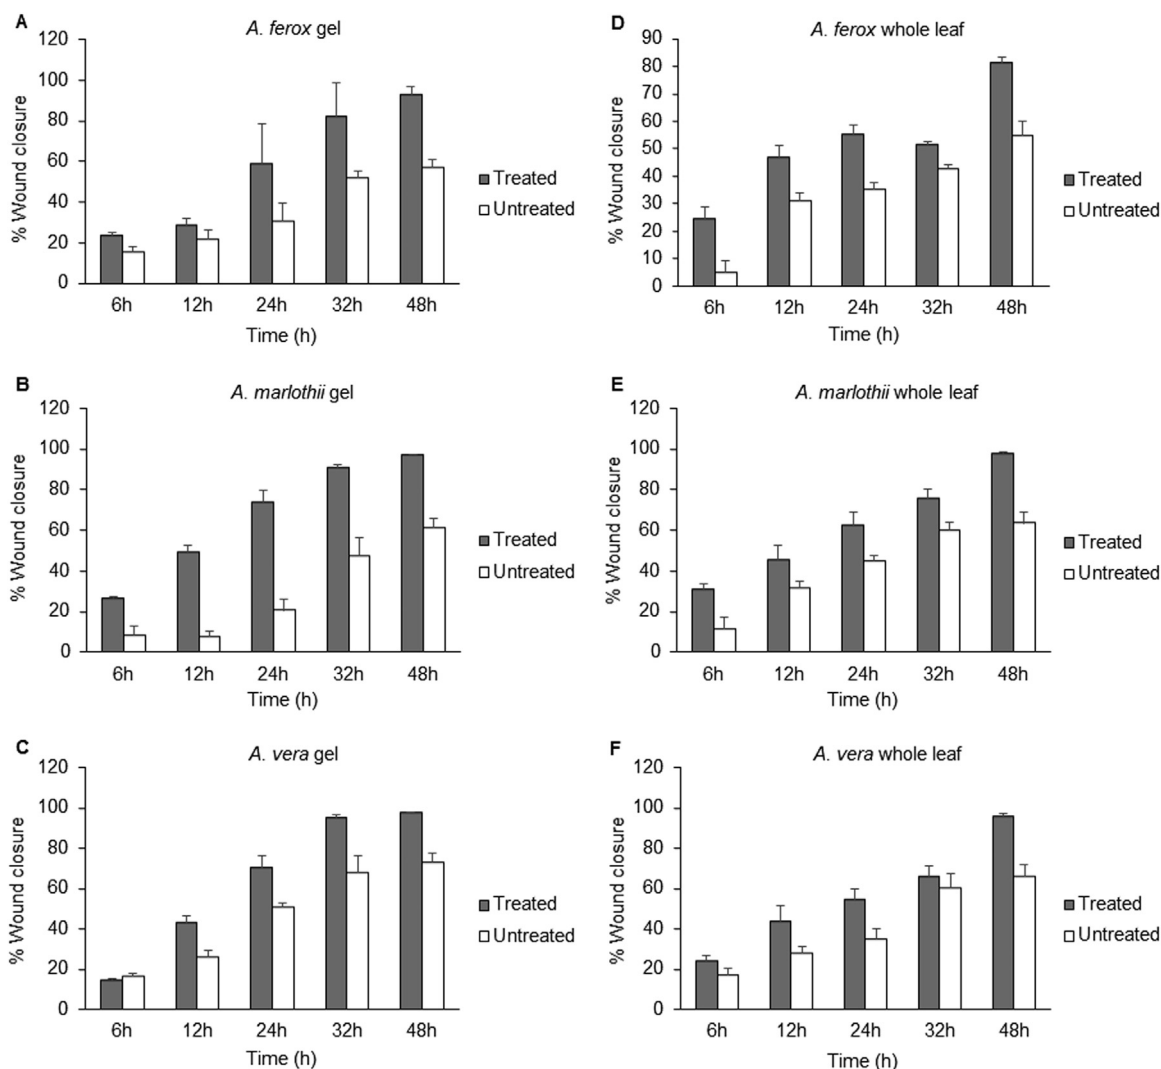 A
A. ferox gel
120
100
80
60
40
20
0
% Wound closure
6h 12h 24h 32h 48h
Time (h)
Treated
Untreated
D
A. ferox whole leaf
90
80
70
60
50
40
30
20
10
0
% Wound closure
6h 12h 24h 32h 48h
Time (h)
Treated
Untreated
B
A. marlothii gel
120
100
80
60
40
20
0
% Wound closure
6h 12h 24h 32h 48h
Time (h)
Treated
Untreated
E
A. marlothii whole leaf
120
100
80
60
40
20
0
% Wound closure
6h 12h 24h 32h 48h
Time (h)
Treated
Untreated
C
A. vera gel
120
100
80
60
40
20
0
% Wound closure
6h 12h 24h 32h 48h
Time (h)
Treated
Untreated
F
A. vera whole leaf
120
100
80
60
40
20
0
% Wound closure
6h 12h 24h 32h 48h
Time (h)
Treated
Untreated